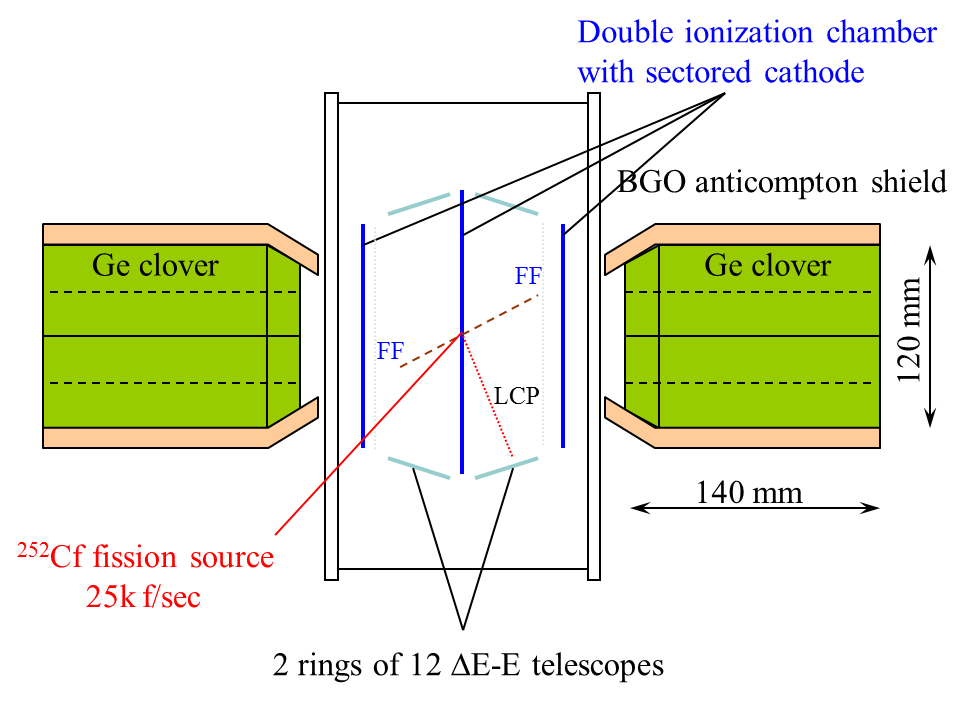 Double ionization chamber
with sectored cathode
BGO anticompton shield
Ge clover
Ge clover
FF
FF
LCP
120 mm
140 mm
²⁵²Cf fission source
25k f/sec
2 rings of 12 ΔE-E telescopes